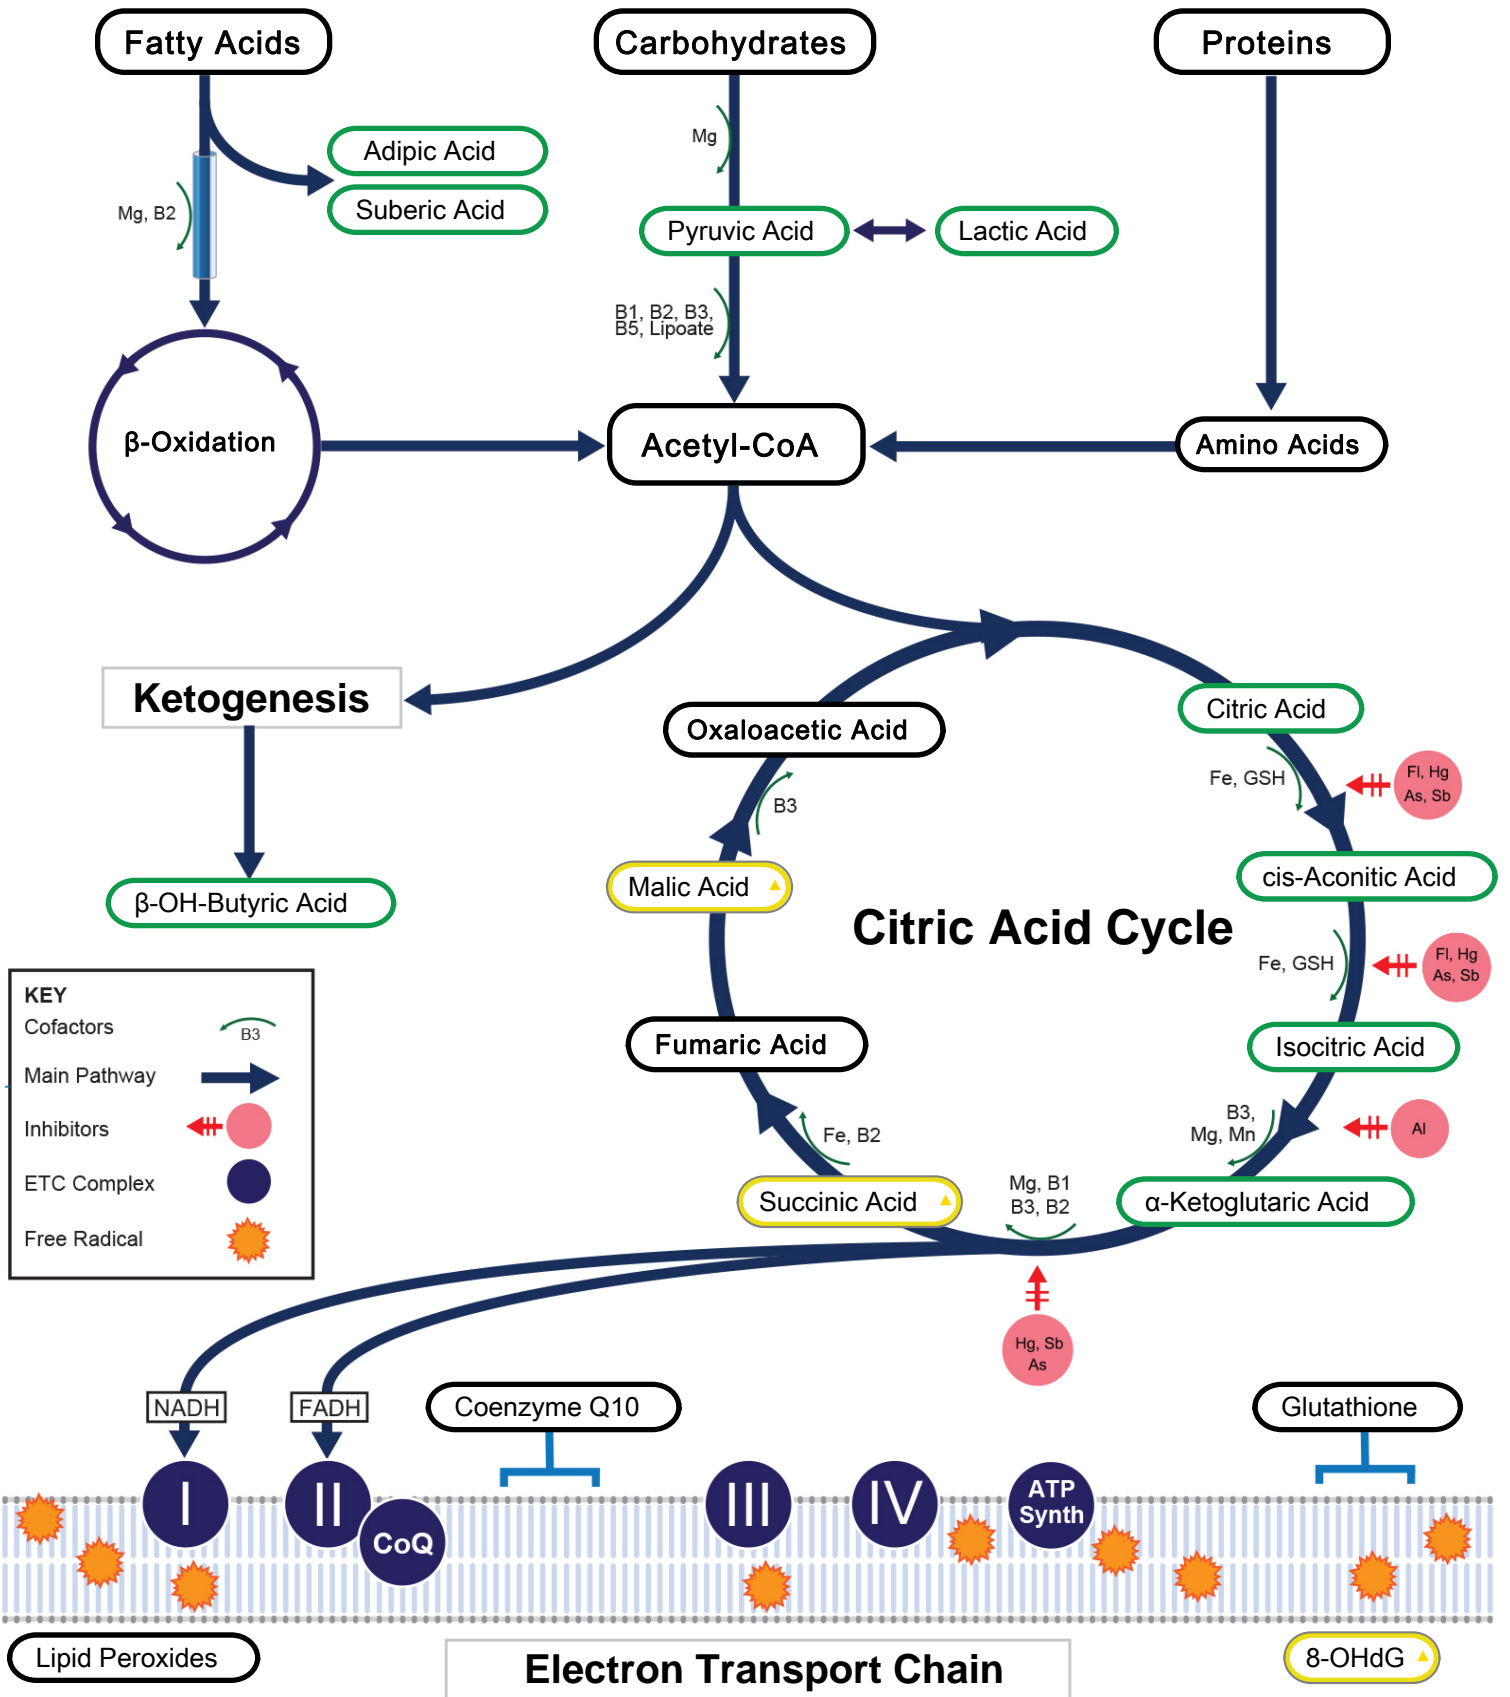 Fatty Acids
Carbohydrates
Proteins
Adipic Acid
Suberic Acid
Mg
Mg, B2
Pyruvic Acid
Lactic Acid
B1, B2, B3,
B5, Lipoate
β-Oxidation
Acetyl-CoA
Amino Acids
Ketogenesis
β-OH-Butyric Acid
Oxaloacetic Acid
Citric Acid
Fe, GSH
Fl, Hg
As, Sb
B3
Malic Acid
cis-Aconitic Acid
Citric Acid Cycle
Fe, GSH
Fl, Hg
As, Sb
Fumaric Acid
Isocitric Acid
B3,
Mg, Mn
Al
Fe, B2
Succinic Acid
Mg, B1
B3, B2
α-Ketoglutaric Acid
Hg, Sb
As
KEY
Cofactors
B3
Main Pathway
Inhibitors
ETC Complex
Free Radical
NADH
FADH
Coenzyme Q10
Glutathione
I
II
CoQ
III
IV
ATP
Synth
Lipid Peroxides
Electron Transport Chain
8-OHdG